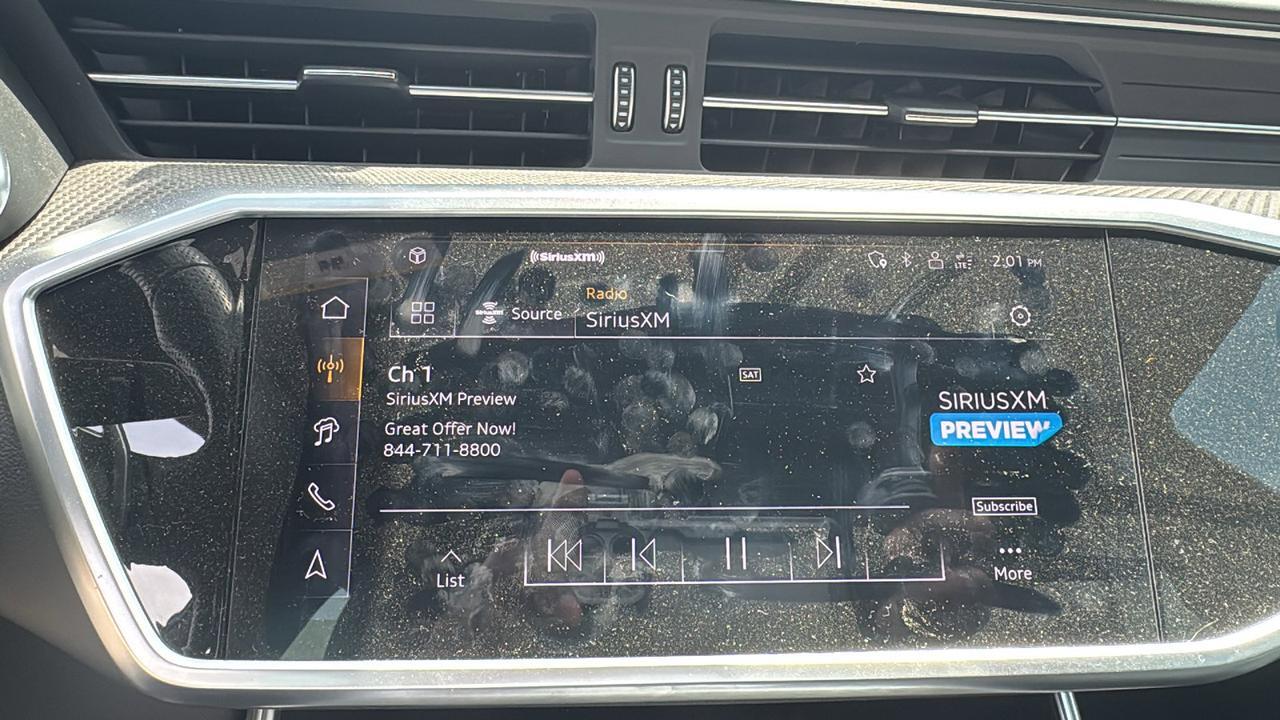 ((SiriusXM))
LTE
2:01 PM
Radio
SiriusXM
Source
SiriusXM
Ch 1
SAT
SiriusXM Preview
SIRIUSXM
PREVIEW
Great Offer Now!
844-711-8800
Subscribe
List
More